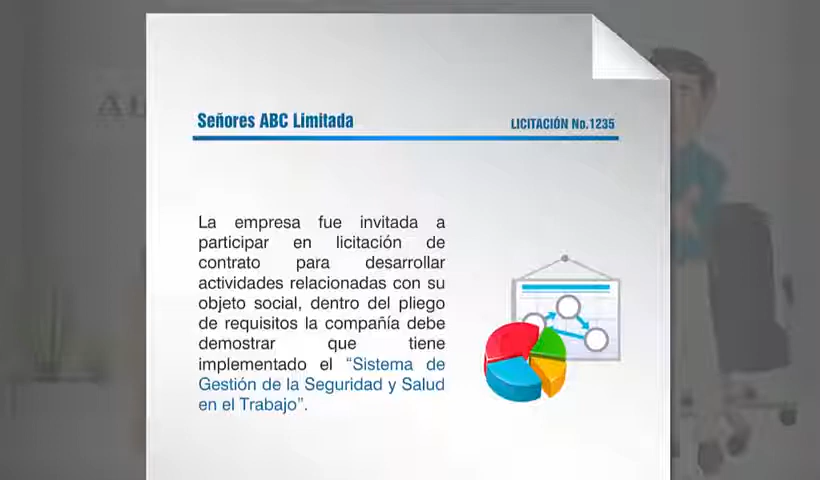 Señores ABC Limitada
LICITACIÓN No.1235
La empresa fue invitada a
participar en licitación de
contrato para desarrollar
actividades relacionadas con su
objeto social, dentro del pliego
de requisitos la compañía debe
demostrar que tiene
implementado el “Sistema de
Gestión de la Seguridad y Salud
en el Trabajo”.